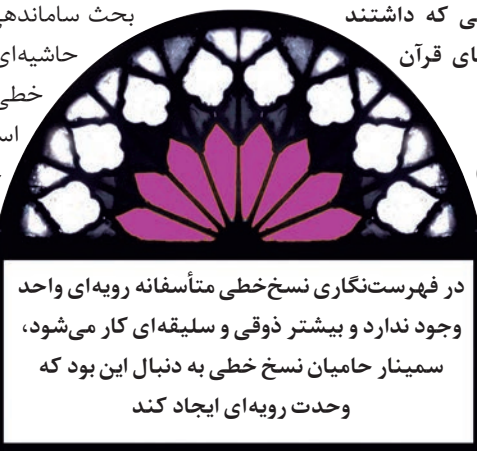 بحث ساماندهی
حاشیه‌ای
خطی
ی که داشتند
ای قرآن
در فهرست‌نگاری نسخ‌خطی متأسفانه رویه‌ای واحد
وجود ندارد و بیشتر ذوقی و سلیقه‌ای کار می‌شود،
سمینار حامیان نسخ خطی به دنبال این بود که
وحدت رویه‌ای ایجاد کند